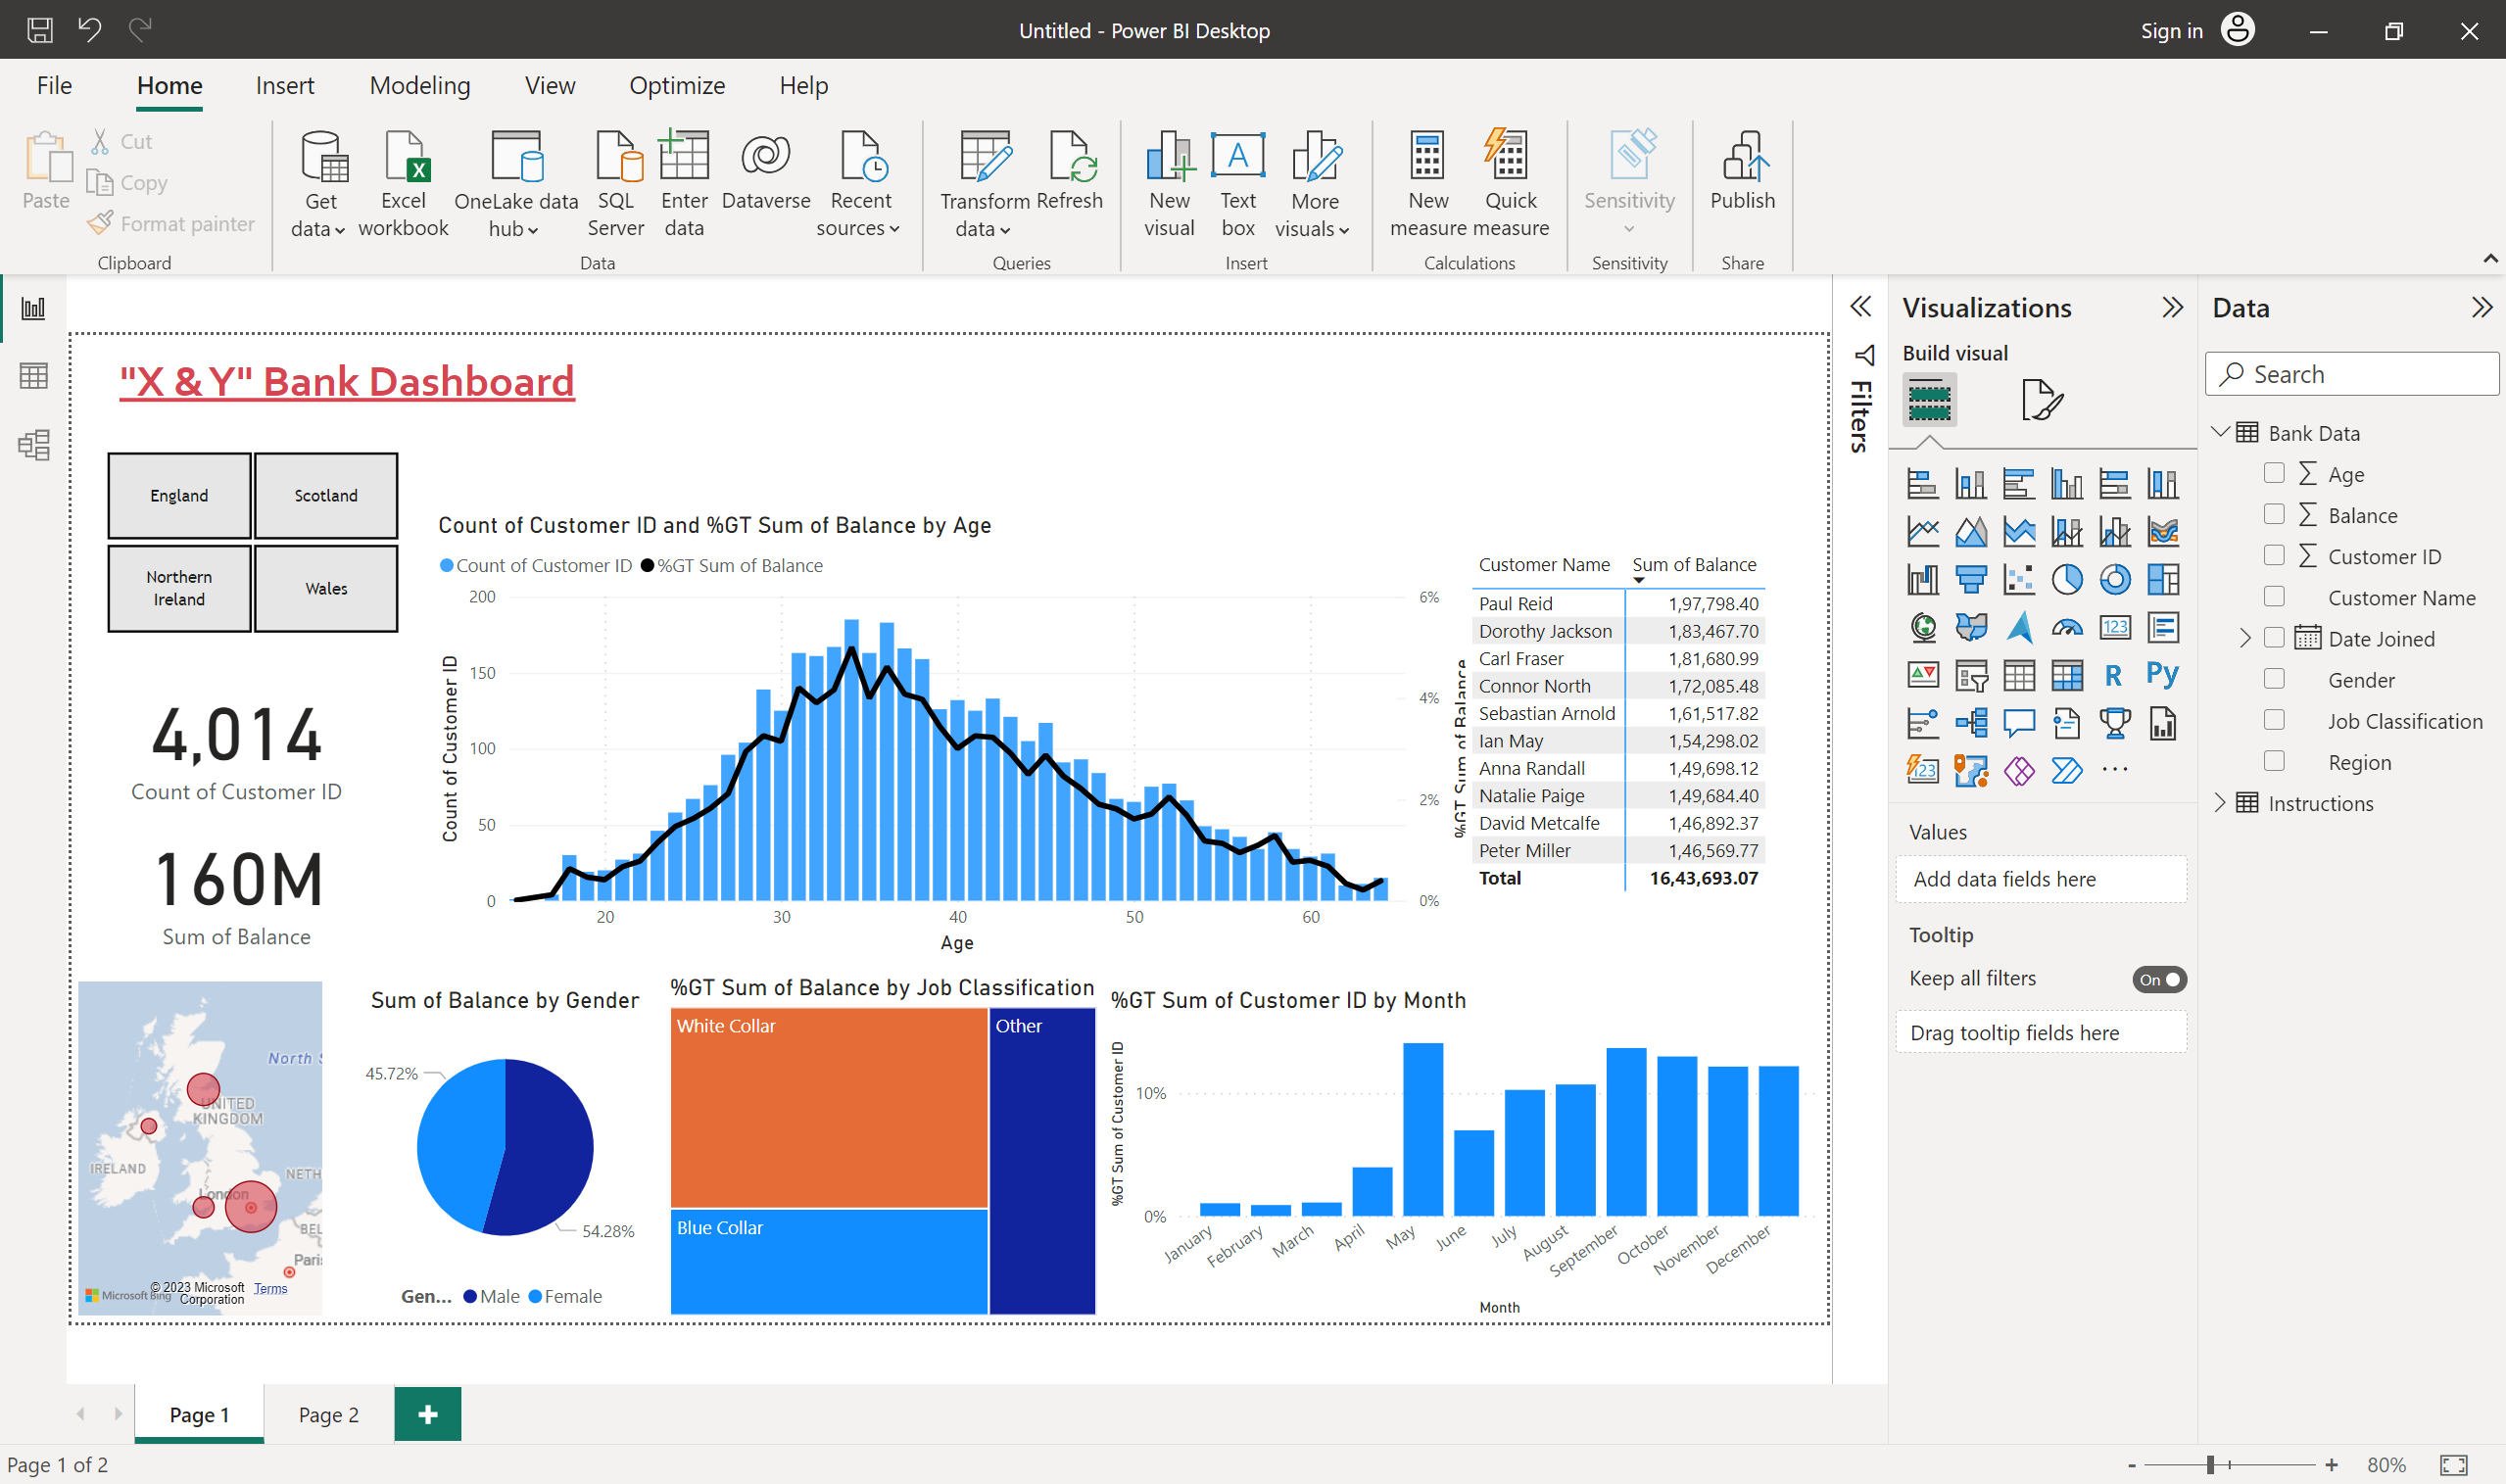 Untitled - Power BI Desktop
Sign in
File Home Insert Modeling View Optimize Help
Paste
Cut
Copy
Format painter
Clipboard
Get data
Excel workbook
OneLake data hub
SQL Server
Enter data
Dataverse
Recent sources
Data
Transform data
Refresh
Queries
New visual
Text box
More visuals
Insert
New measure
Quick measure
Calculations
Sensitivity
Sensitivity
Publish
Share
"X & Y" Bank Dashboard
England
Scotland
Northern
Ireland
Wales
4,014
Count of Customer ID
160M
Sum of Balance
Count of Customer ID and %GT Sum of Balance by Age
Count of Customer ID %GT Sum of Balance
Count of Customer ID
200
150
100
50
0
6%
4%
2%
0%
%GT Sum of Balance
20 30 40 50 60
Age
Customer Name Sum of Balance
Paul Reid 1,97,798.40
Dorothy Jackson 1,83,467.70
Carl Fraser 1,81,680.99
Connor North 1,72,085.48
Sebastian Arnold 1,61,517.82
Ian May 1,54,298.02
Anna Randall 1,49,698.12
Natalie Paige 1,49,684.40
David Metcalfe 1,46,892.37
Peter Miller 1,46,569.77
Total 16,43,693.07
North S
UNITED
KINGDOM
IRELAND
NETH
London
BEL
Paris
Microsoft Bing
© 2023 Microsoft Corporation Terms
Sum of Balance by Gender
45.72%
54.28%
Gen... Male Female
%GT Sum of Balance by Job Classification
White Collar
Other
Blue Collar
%GT Sum of Customer ID by Month
%GT Sum of Customer ID
10%
0%
January February March April May June July August September October November December
Month
Filters
Visualizations
Build visual
123
R Py
123
...
Values
Add data fields here
Tooltip
Keep all filters
On
Drag tooltip fields here
Data
Search
Bank Data
Age
Balance
Customer ID
Customer Name
Date Joined
Gender
Job Classification
Region
Instructions
Page 1 Page 2 +
Page 1 of 2
- + 80%